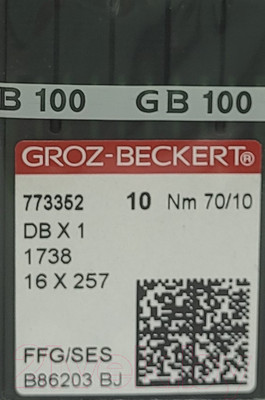 B 100 GB 100
GROZ-BECKERT®
773352 10 Nm 70/10
DB X 1
1738
16 X 257
FFG/SES
B86203 BJ